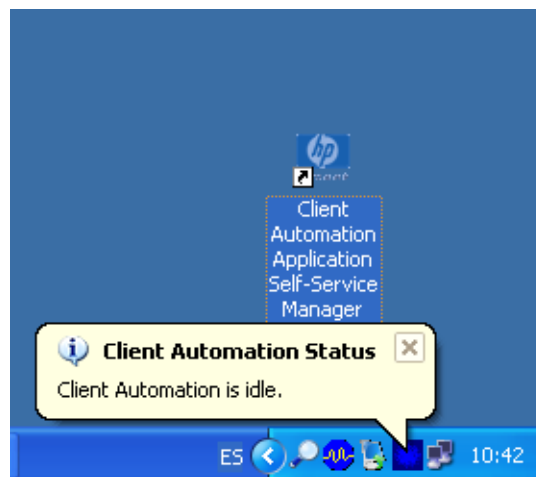 hp
Client
Automation
Application
Self-Service
Manager
Client Automation Status
Client Automation is idle.
ES
10:42